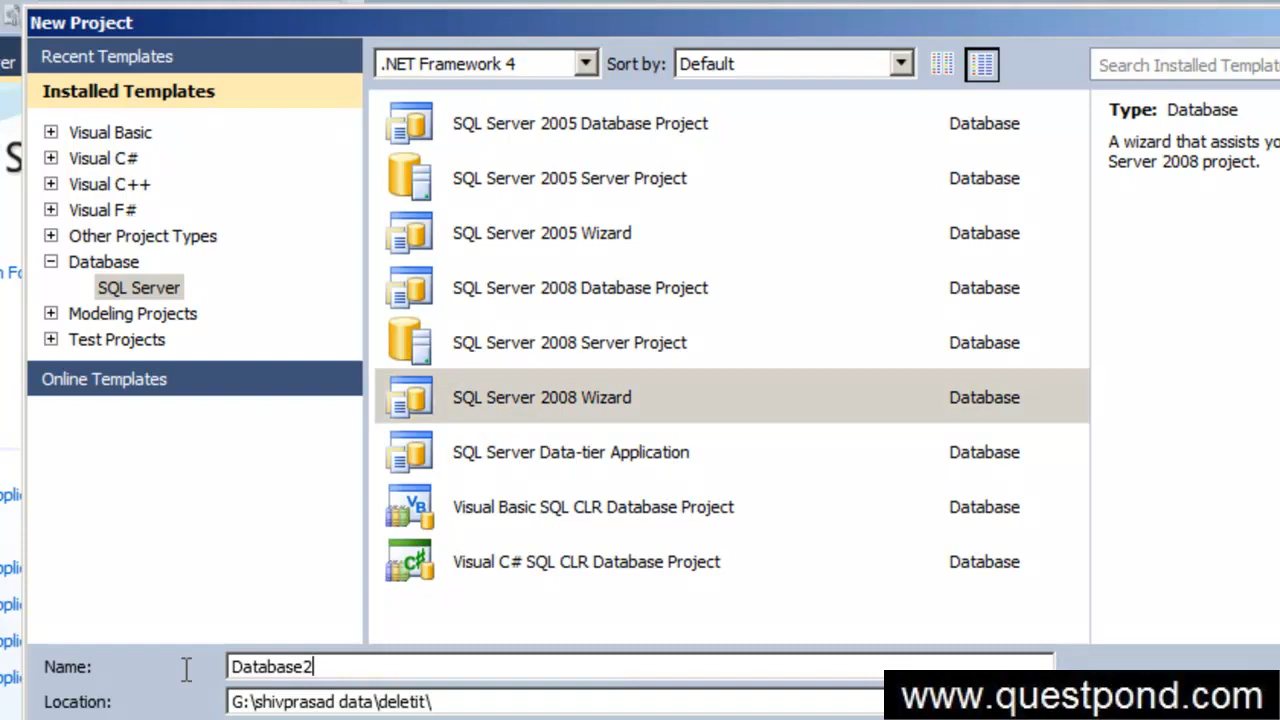 New Project
Recent Templates
Installed Templates
Visual Basic
Visual C#
Visual C++
Visual F#
Other Project Types
Database
SQL Server
Modeling Projects
Test Projects
Online Templates
.NET Framework 4 Sort by: Default
SQL Server 2005 Database Project Database
SQL Server 2005 Server Project Database
SQL Server 2005 Wizard Database
SQL Server 2008 Database Project Database
SQL Server 2008 Server Project Database
SQL Server 2008 Wizard Database
SQL Server Data-tier Application Database
Visual Basic SQL CLR Database Project Database
Visual C# SQL CLR Database Project Database
Search Installed Templat
Type: Database
A wizard that assists yo
Server 2008 project.
Name: Database2
Location: G:\shivprasad data\deletit\
www.questpond.com